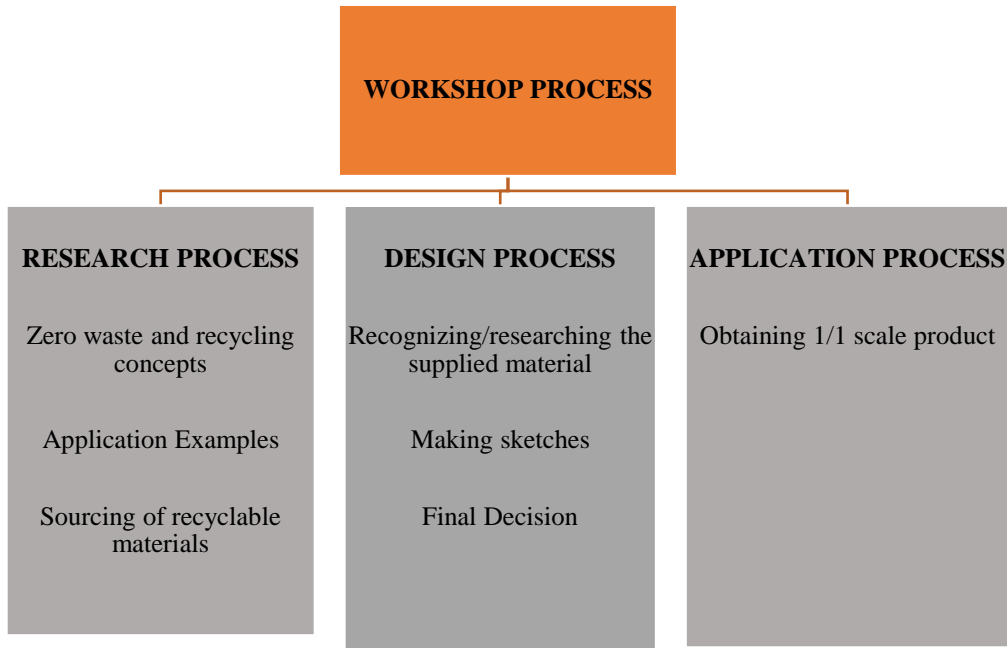 WORKSHOP PROCESS
RESEARCH PROCESS
Zero waste and recycling
concepts
Application Examples
Sourcing of recyclable
materials
DESIGN PROCESS
Recognizing/researching the
supplied material
Making sketches
Final Decision
APPLICATION PROCESS
Obtaining 1/1 scale product